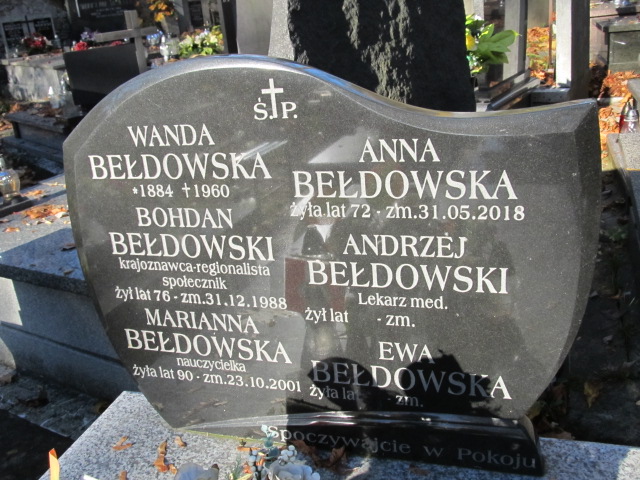 Ś.P.
WANDA
BEŁDOWSKA
*1884 †1960
BOHDAN
BEŁDOWSKI
krajoznawca-regionalista
społecznik
żył lat 76 - zm.31.12.1988
MARIANNA
BEŁDOWSKA
nauczycielka
żyła lat 90 - zm.23.10.2001
ANNA
BEŁDOWSKA
żyła lat 72 - zm.31.05.2018
ANDRZEJ
BEŁDOWSKI
Lekarz med.
żył lat - zm.
EWA
BEŁDOWSKA
żyła lat - zm.
Spoczywajcie w Pokoju